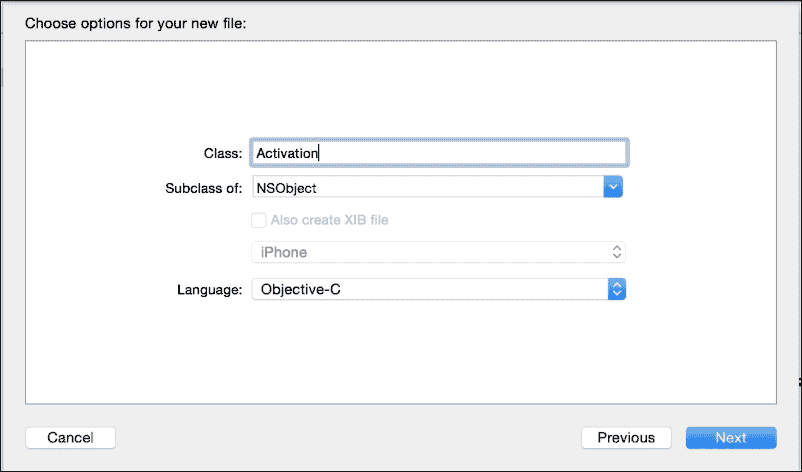 Choose options for your new file:
Class: Activation
Subclass of: NSObject
Also create XIB file
iPhone
Language: Objective-C
Cancel Previous Next